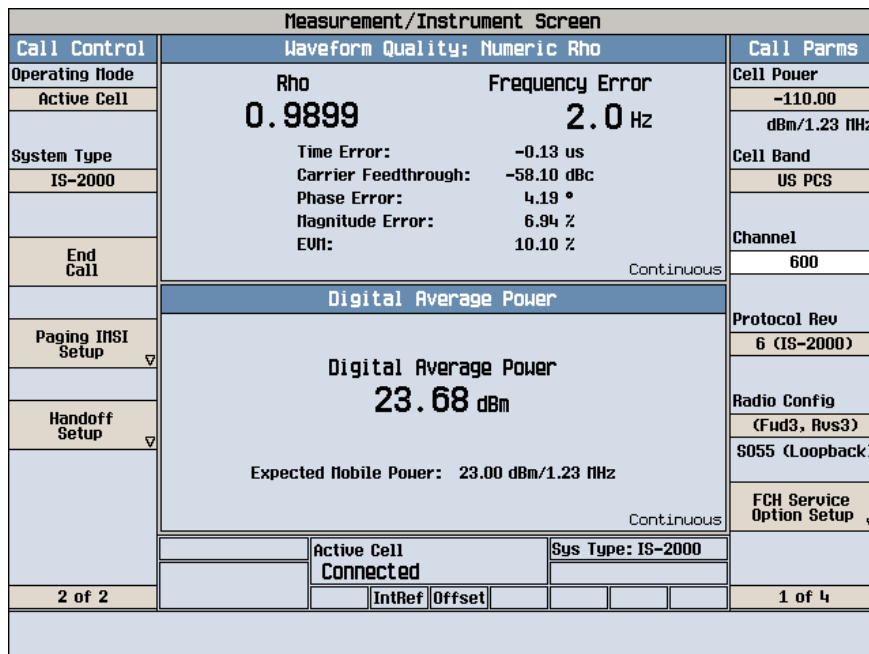 Measurement/Instrument Screen
Call Control
Operating Mode
Active Cell
System Type
IS-2000
End
Call
Paging IMSI
Setup
Handoff
Setup
2 of 2
Waveform Quality: Numeric Rho
Rho Frequency Error
0.9899 2.0 Hz
Time Error: -0.13 us
Carrier Feedthrough: -58.10 dBc
Phase Error: 4.19 °
Magnitude Error: 6.94 %
EVM: 10.10 %
Continuous
Digital Average Power
Digital Average Power
23.68 dBm
Expected Mobile Power: 23.00 dBm/1.23 MHz
Continuous
Active Cell Sys Type: IS-2000
Connected
IntRef Offset
Call Parms
Cell Power
-110.00
dBm/1.23 MHz
Cell Band
US PCS
Channel
600
Protocol Rev
6 (IS-2000)
Radio Config
(Fwd3, Rvs3)
SO55 (Loopback)
FCH Service
Option Setup
1 of 4